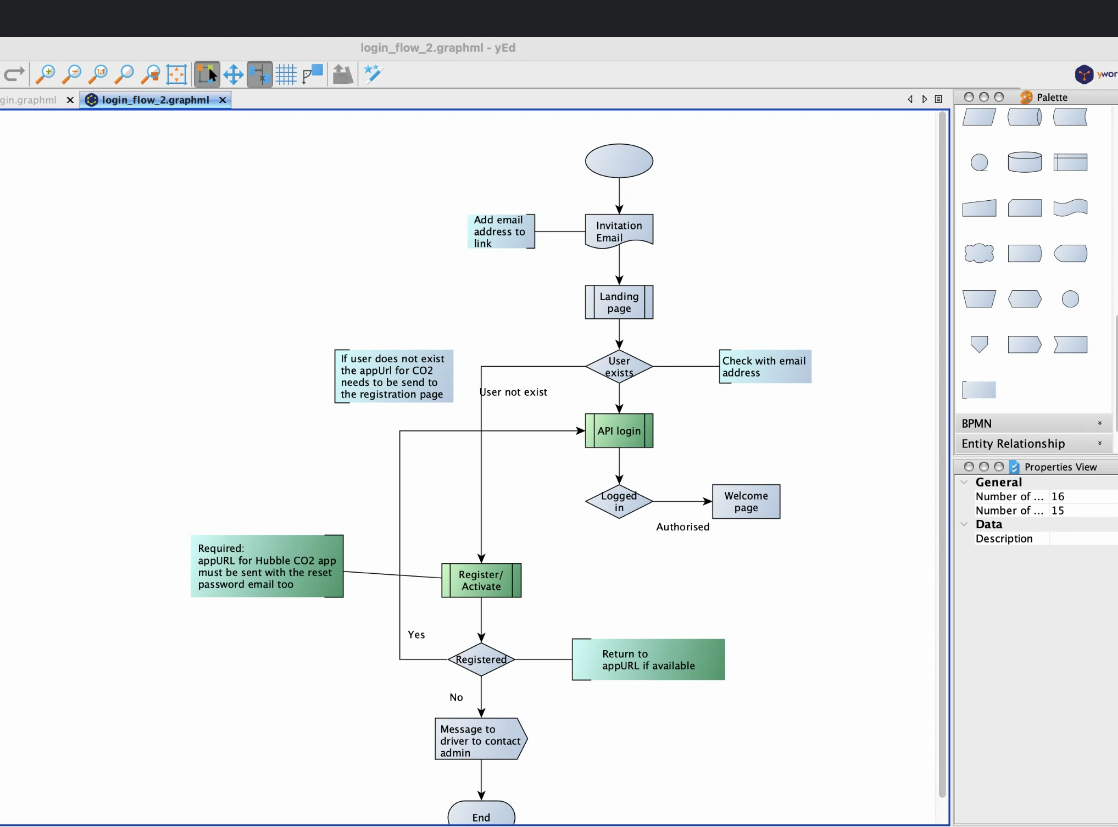 login_flow_2.graphml - yEd
gin.graphml
login_flow_2.graphml
Palette
Add email
address to
link
Invitation
Email
Landing
page
If user does not exist
the appUrl for CO2
needs to be send to
the registration page
User
exists
Check with email
address
User not exist
API login
BPMN
Entity Relationship
Properties View
General
Number of ... 16
Number of ... 15
Data
Description
Logged
in
Welcome
page
Authorised
Required:
appURL for Hubble CO2 app
must be sent with the reset
password email too
Register/
Activate
Yes
Registered
Return to
appURL if available
No
Message to
driver to contact
admin
End